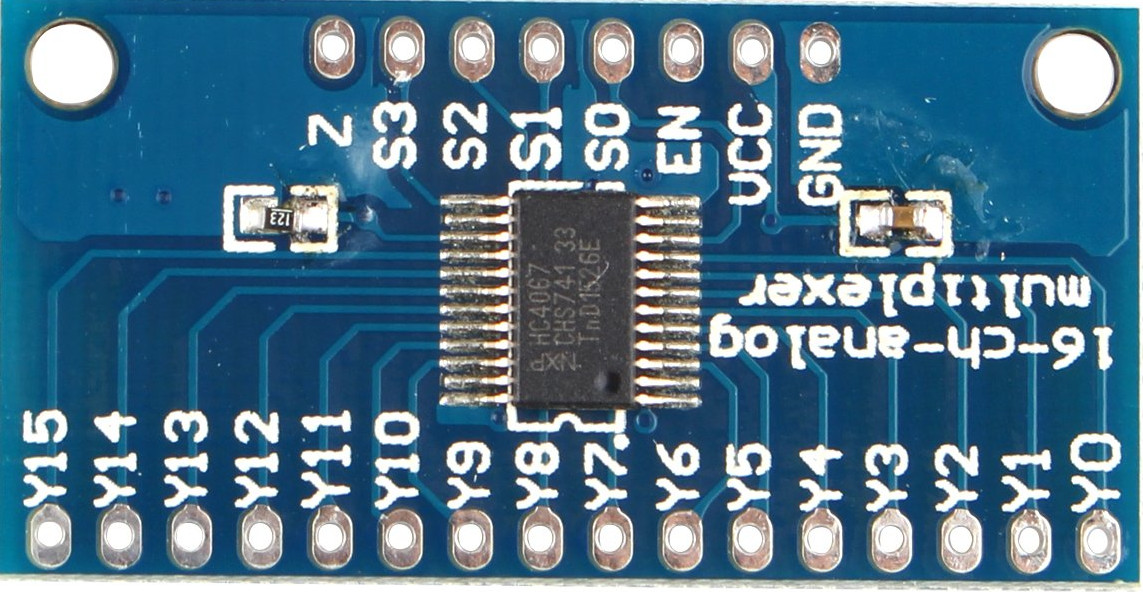 Z
S3
S2
S1
S0
EN
VCC
GND
123
HC4067
CHS741 33
TnD1526E
16-ch-analog
multiplexer
Y15
Y14
Y13
Y12
Y11
Y10
Y9
Y8
Y7
Y6
Y5
Y4
Y3
Y2
Y1
Y0